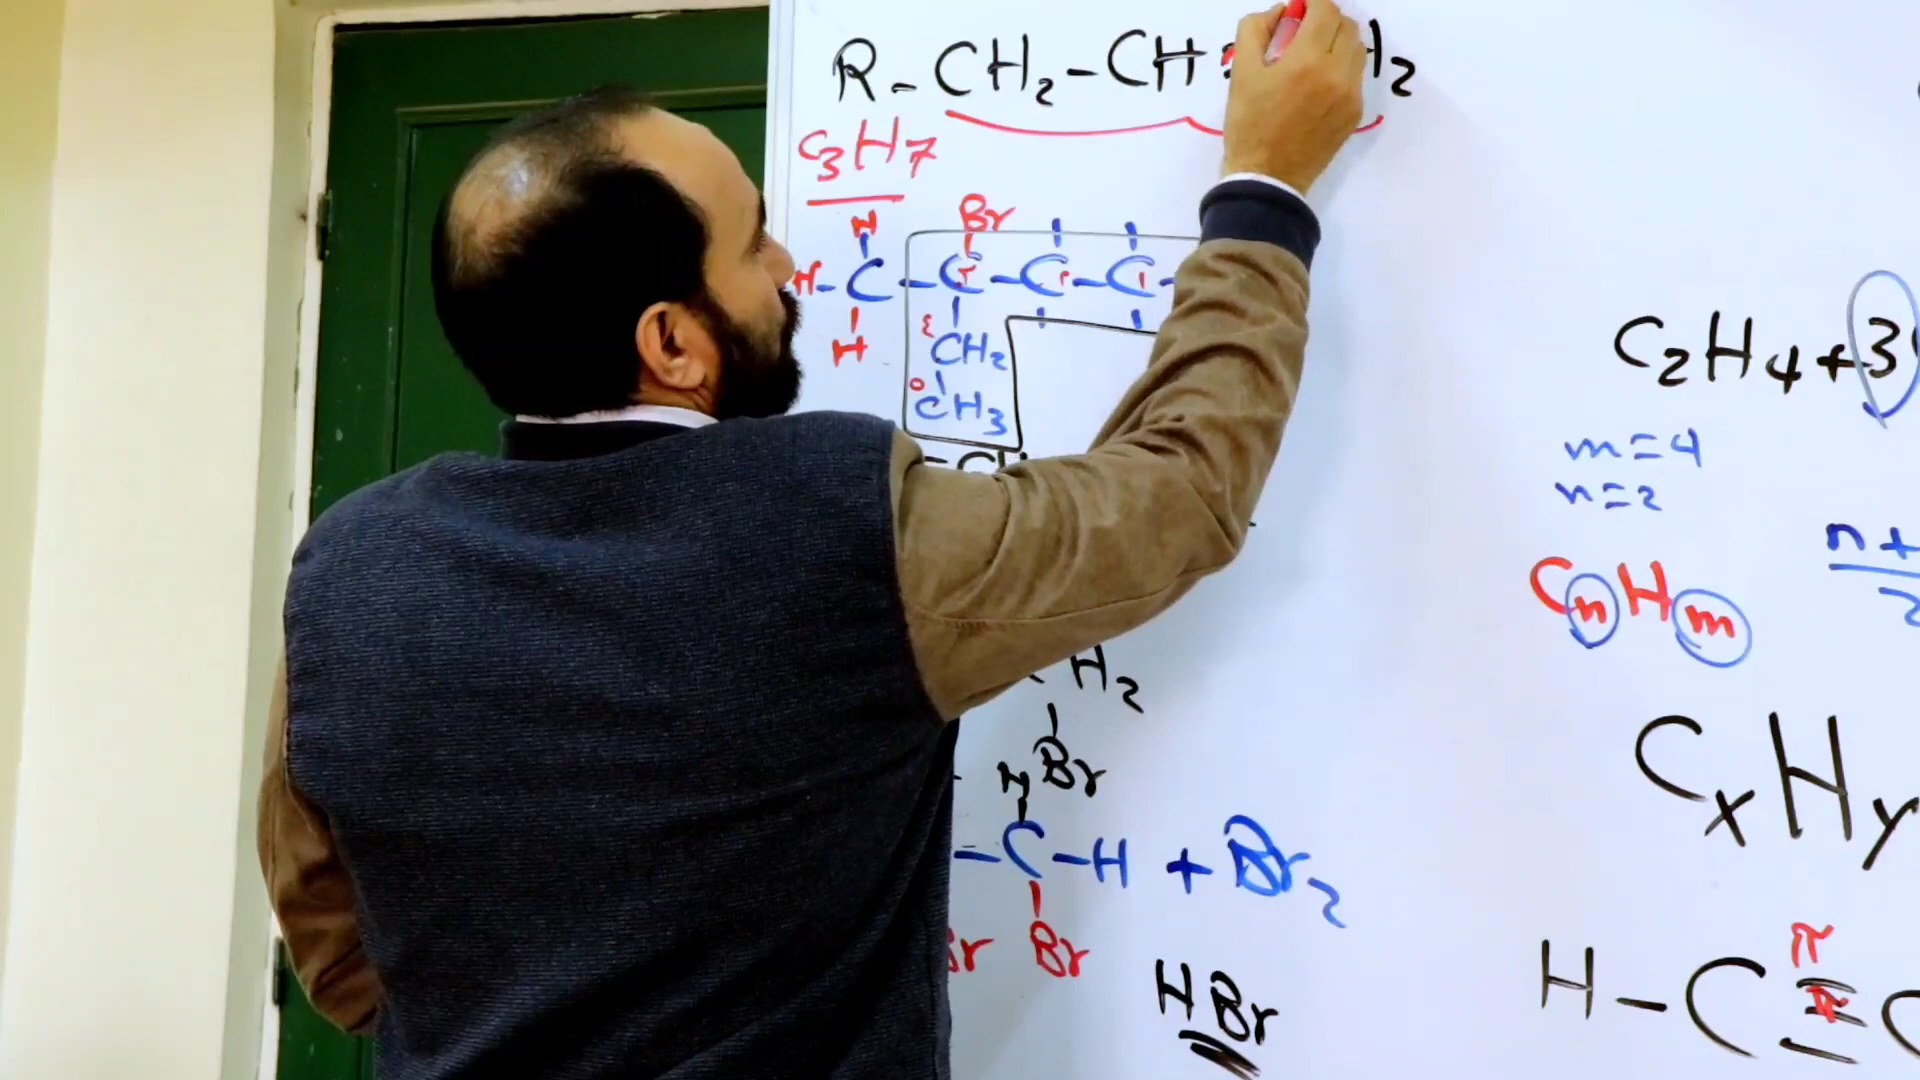 R-CH₂-CH=H₂
C₃H₇
Br
H
H-C-C-C-C-
H
CH₂
CH₃
C₂H₄+3
m=4
n=2
n+
2
CnHm
H₂
Br
CxHy
H
-C-H + Br₂
Br Br
HBr
π
H-C≡C
π